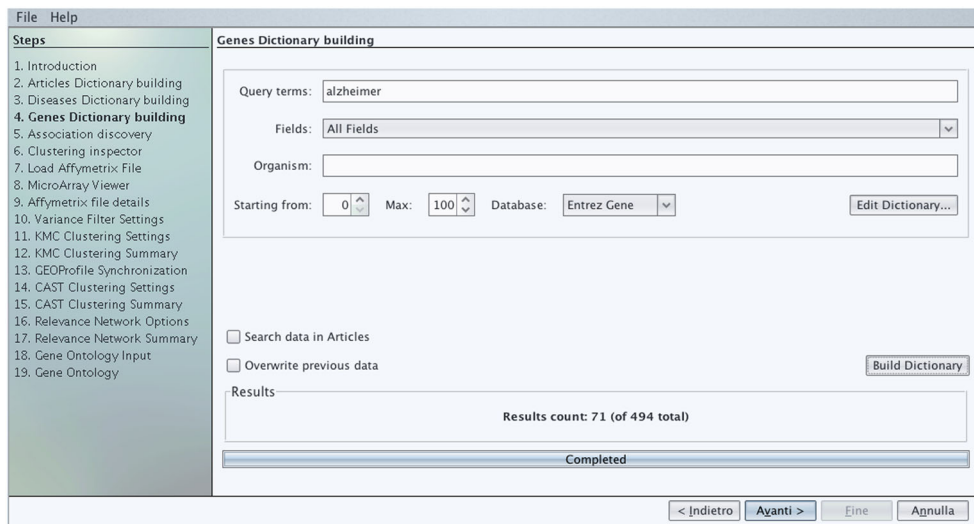 File Help
Steps
1. Introduction
2. Articles Dictionary building
3. Diseases Dictionary building
4. Genes Dictionary building
5. Association discovery
6. Clustering inspector
7. Load Affymetrix File
8. MicroArray Viewer
9. Affymetrix file details
10. Variance Filter Settings
11. KMC Clustering Settings
12. KMC Clustering Summary
13. GEOProfile Synchronization
14. CAST Clustering Settings
15. CAST Clustering Summary
16. Relevance Network Options
17. Relevance Network Summary
18. Gene Ontology Input
19. Gene Ontology
Genes Dictionary building
Query terms: alzheimer
Fields: All Fields
Organism:
Starting from: 0 Max: 100 Database: Entrez Gene Edit Dictionary...
Search data in Articles
Overwrite previous data Build Dictionary
Results
Results count: 71 (of 494 total)
Completed
< Indietro Avanti > Fine Annulla